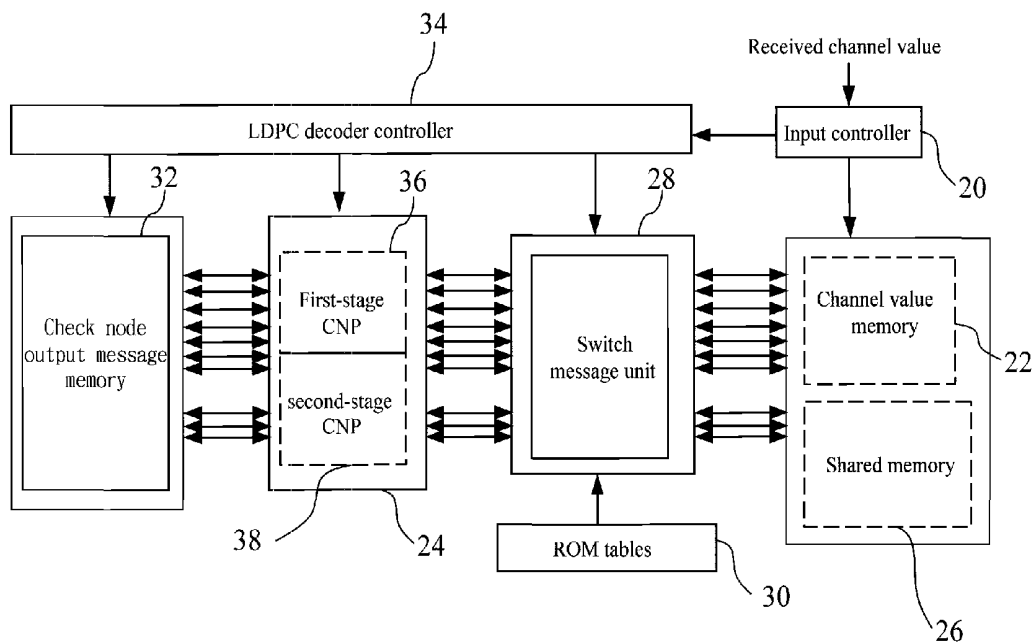 34
Received channel value
LDPC decoder controller
Input controller
20
32
36
28
First-stage
CNP
second-stage
CNP
Check node
output message
memory
Switch
message unit
Channel value
memory
22
Shared memory
38
24
ROM tables
30
26